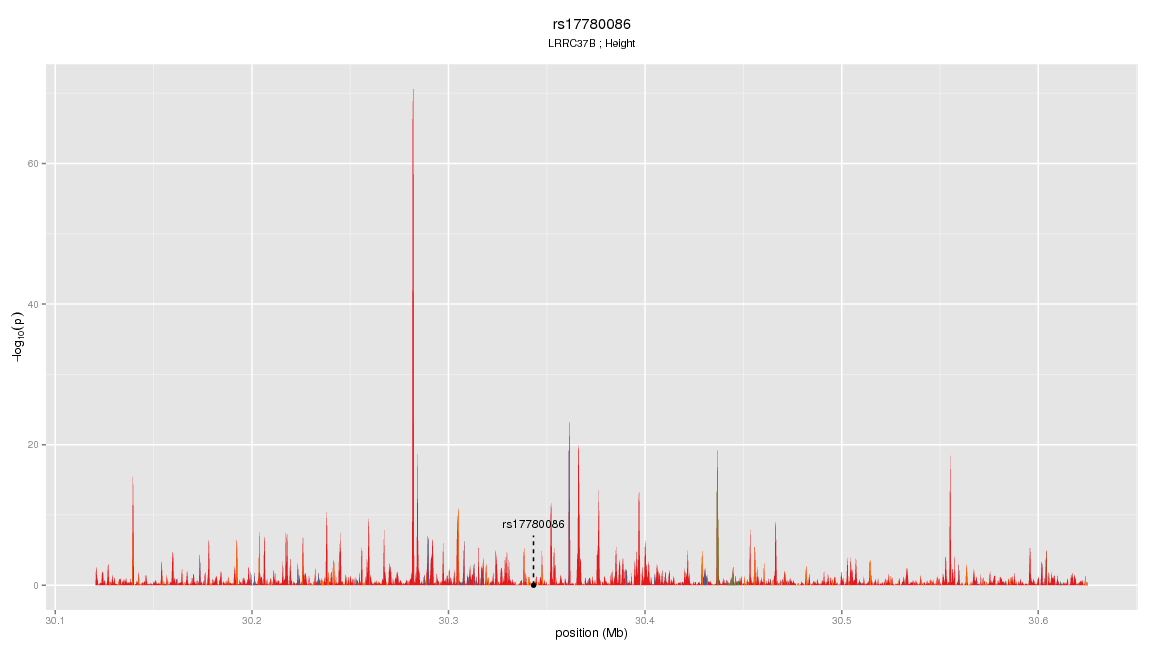 rs17780086
LRRC37B ; Height
−log10(p)
60
40
20
0
rs17780086
30.1 30.2 30.3 30.4 30.5 30.6
position (Mb)